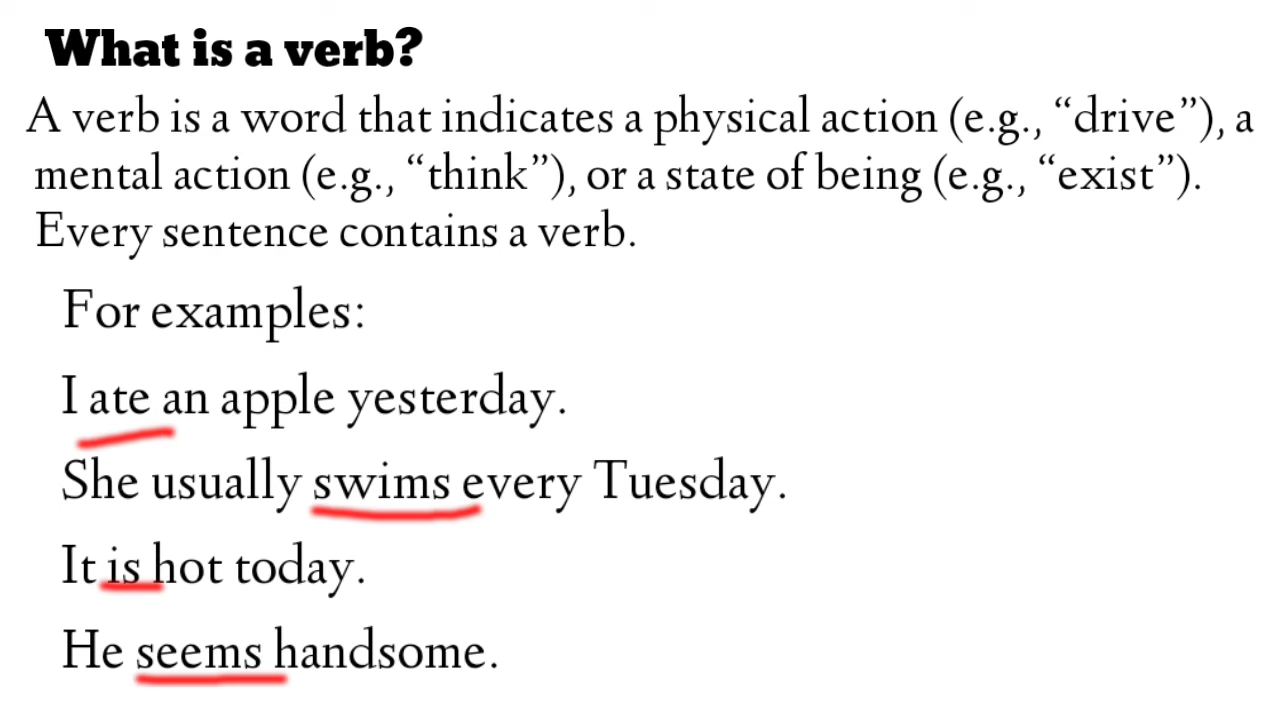 What is a verb?
A verb is a word that indicates a physical action (e.g., “drive”), a
mental action (e.g., “think”), or a state of being (e.g., “exist”).
Every sentence contains a verb.
For examples:
I ate an apple yesterday.
She usually swims every Tuesday.
It is hot today.
He seems handsome.